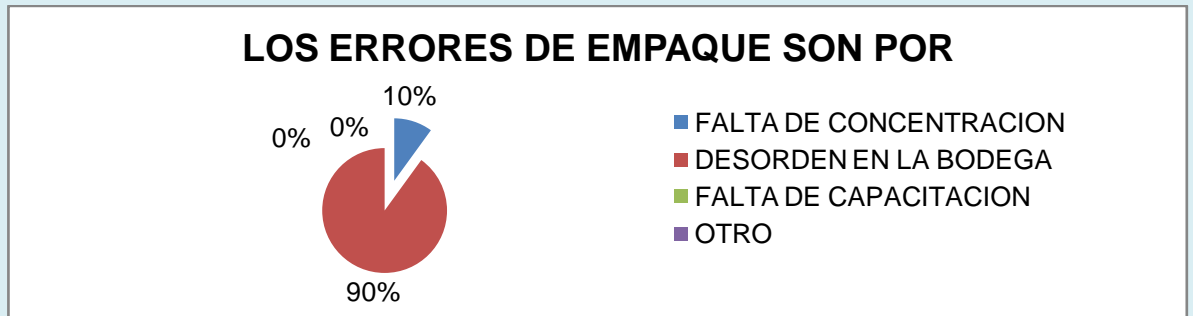 LOS ERRORES DE EMPAQUE SON POR
10%
0%
0%
90%
FALTA DE CONCENTRACION
DESORDEN EN LA BODEGA
FALTA DE CAPACITACION
OTRO